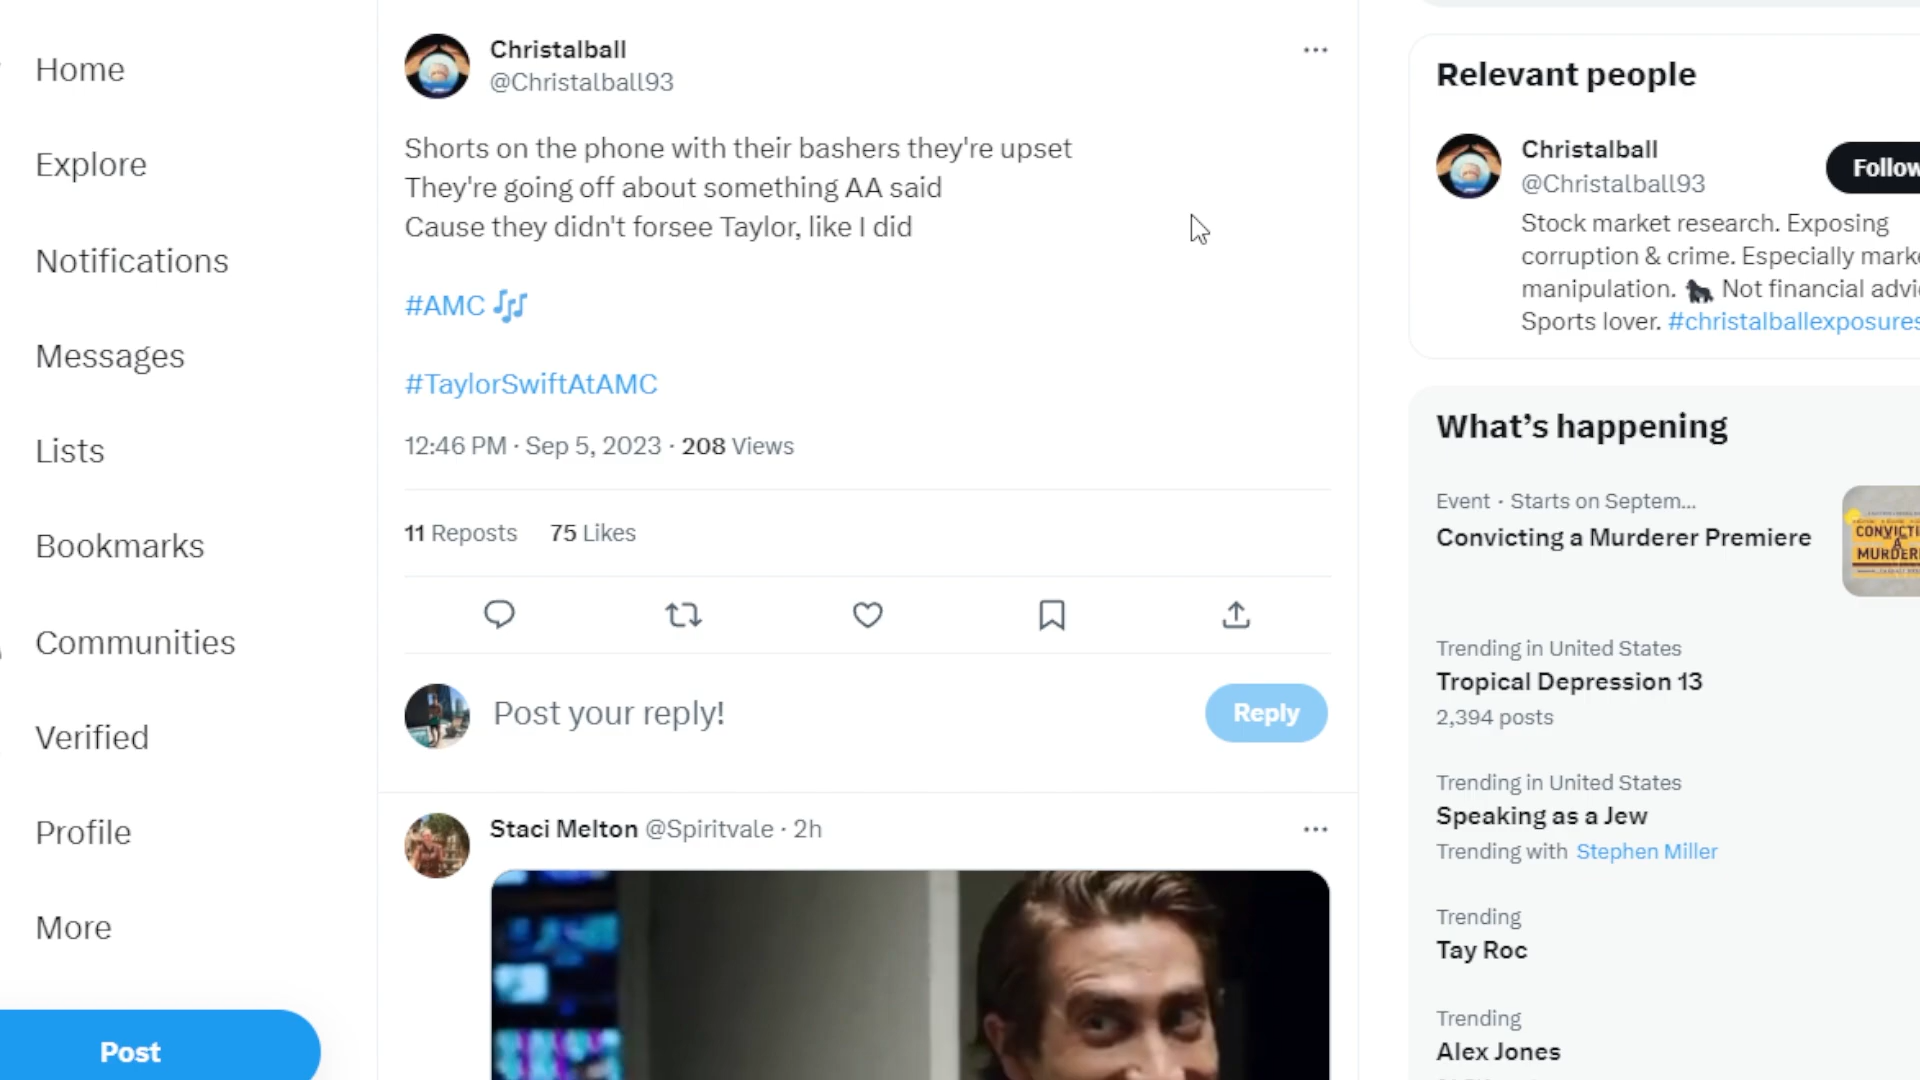 Home
Explore
Notifications
Messages
Lists
Bookmarks
Communities
Verified
Profile
More
Post
Christalball
@Christalball93
Shorts on the phone with their bashers they're upset
They're going off about something AA said
Cause they didn't forsee Taylor, like I did
#AMC 🎶
#TaylorSwiftAtAMC
12:46 PM · Sep 5, 2023 · 208 Views
11 Reposts 75 Likes
Post your reply!
Reply
Staci Melton @Spiritvale · 2h
Relevant people
Christalball
@Christalball93
Follow
Stock market research. Exposing
corruption & crime. Especially mark
manipulation. 🦍 Not financial advi
Sports lover. #christalballexposures
What's happening
Event · Starts on Septem...
Convicting a Murderer Premiere
CONVICTI
A
MURDER
Trending in United States
Tropical Depression 13
2,394 posts
Trending in United States
Speaking as a Jew
Trending with Stephen Miller
Trending
Tay Roc
Trending
Alex Jones